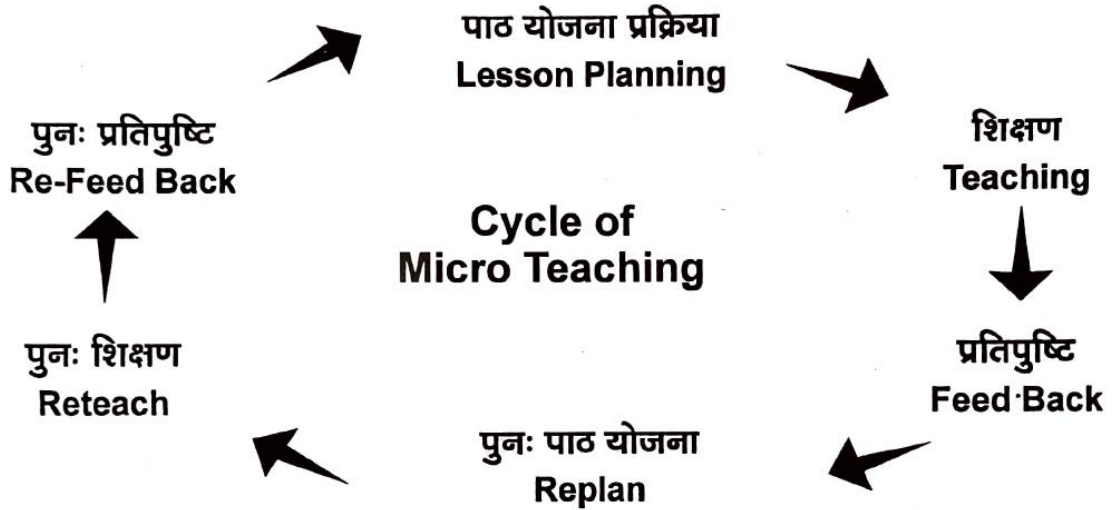 पाठ योजना प्रक्रिया
Lesson Planning
शिक्षण
Teaching
प्रतिपुष्टि
Feed Back
पुनः पाठ योजना
Replan
पुनः शिक्षण
Reteach
पुनः प्रतिपुष्टि
Re-Feed Back
Cycle of
Micro Teaching